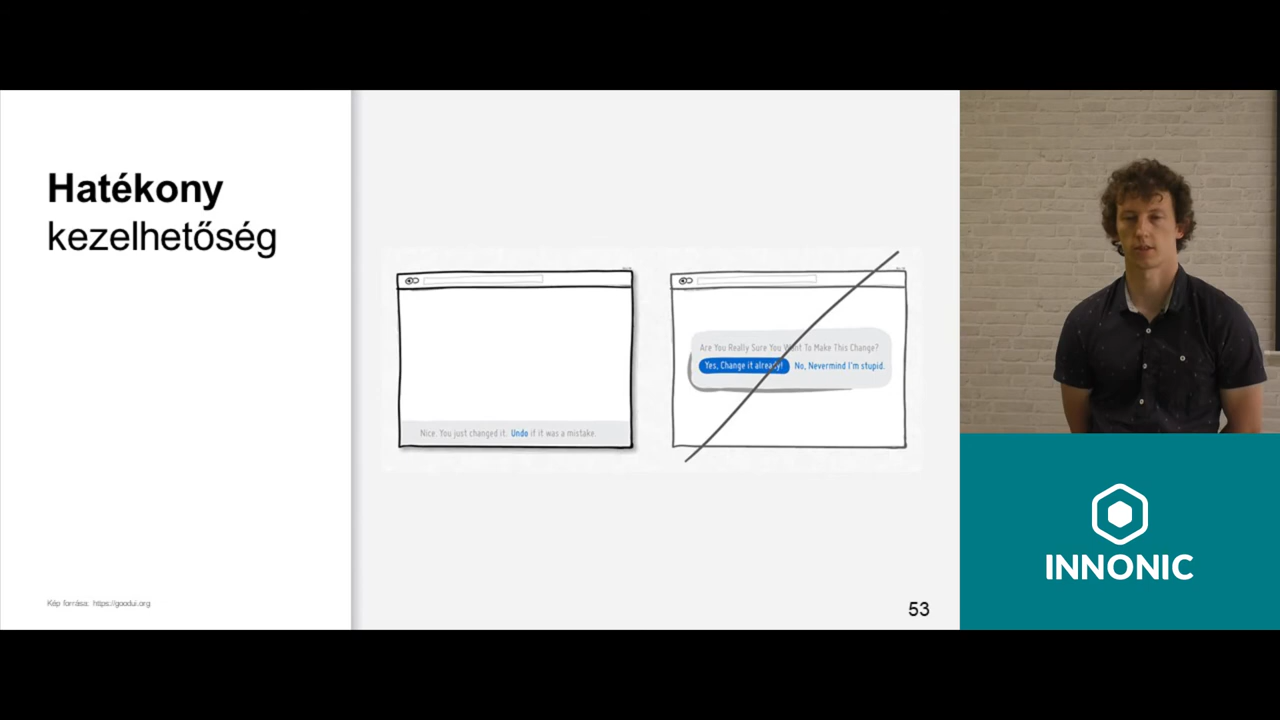 Hatékony
kezelhetőség
Nice. You just changed it. Undo if it was a mistake.
Are You Really Sure You Want To Make This Change?
Yes, Change it already!
No, Nevermind I'm stupid.
Kép forrása: https://goodui.org
53
INNONIC